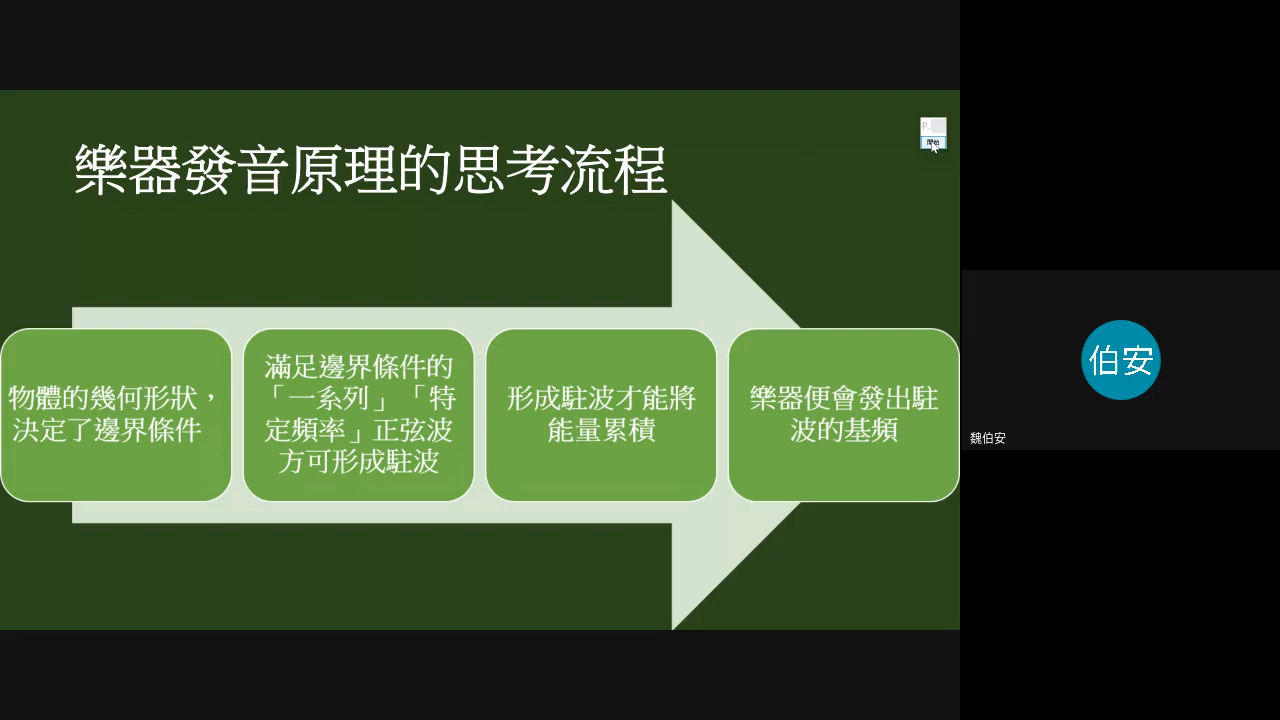 樂器發音原理的思考流程
開始
物體的幾何形狀，
決定了邊界條件
滿足邊界條件的
「一系列」「特
定頻率」正弦波
方可形成駐波
形成駐波才能將
能量累積
樂器便會發出駐
波的基頻
伯安
魏伯安